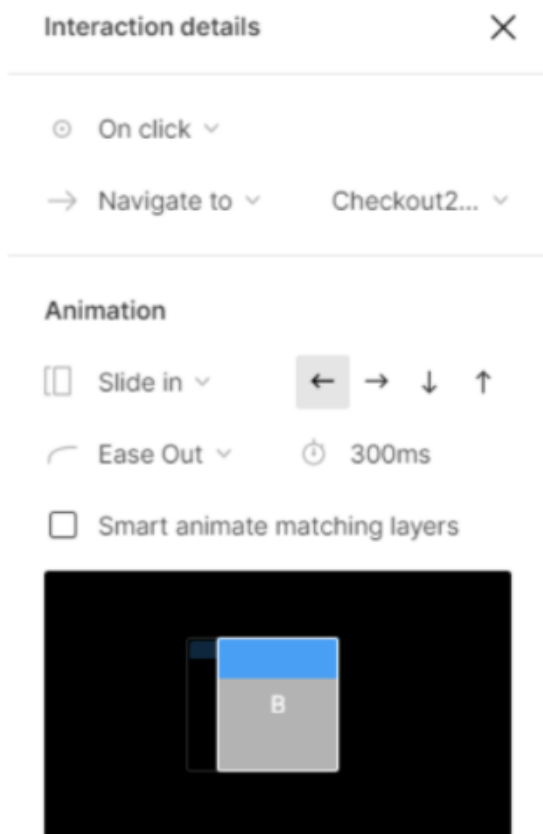 Interaction details
On click
Navigate to Checkout2...
Animation
Slide in
Ease Out 300ms
Smart animate matching layers
B